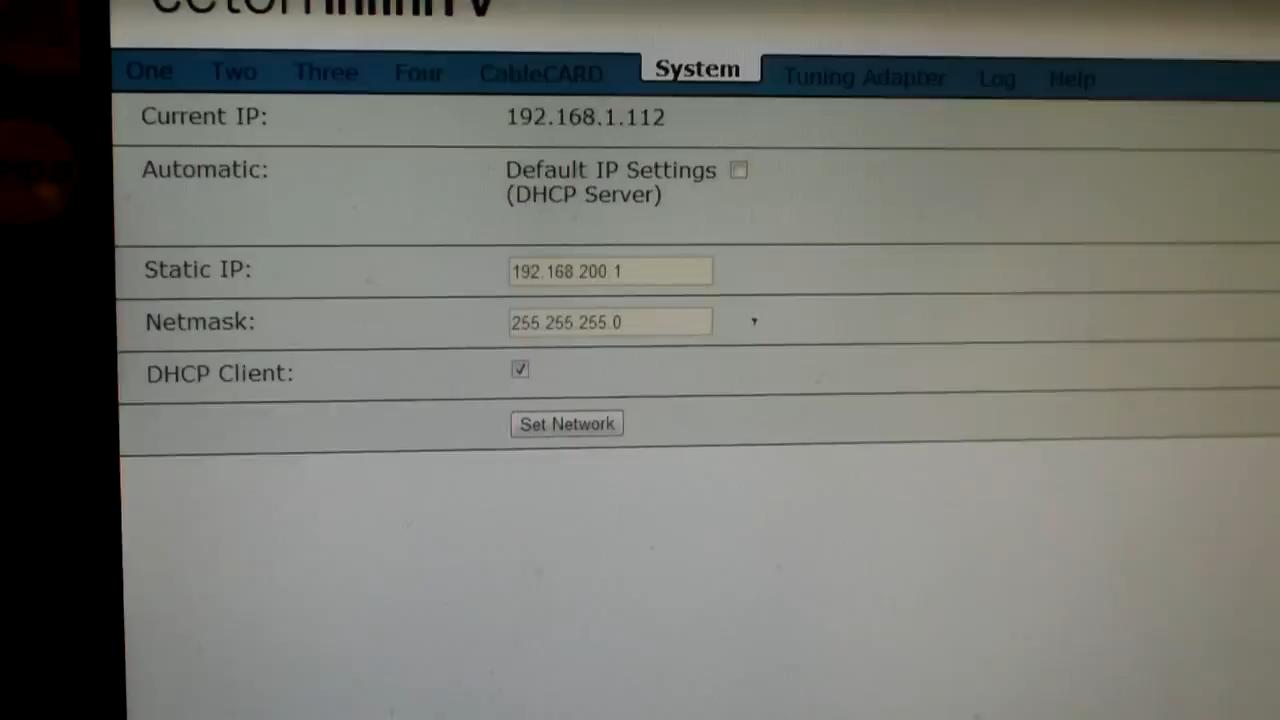 One Two Three Four CableCARD System Tuning Adapter Log Help
Current IP: 192.168.1.112
Automatic: Default IP Settings
(DHCP Server)
Static IP: 192.168.200.1
Netmask: 255.255.255.0
DHCP Client:
Set Network